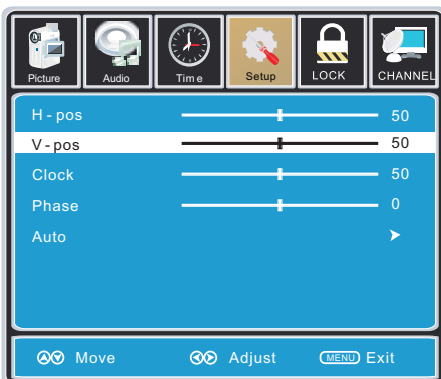 Picture Audio Time Setup LOCK CHANNEL
H - pos 50
V - pos 50
Clock 50
Phase 0
Auto
Move Adjust MENU Exit